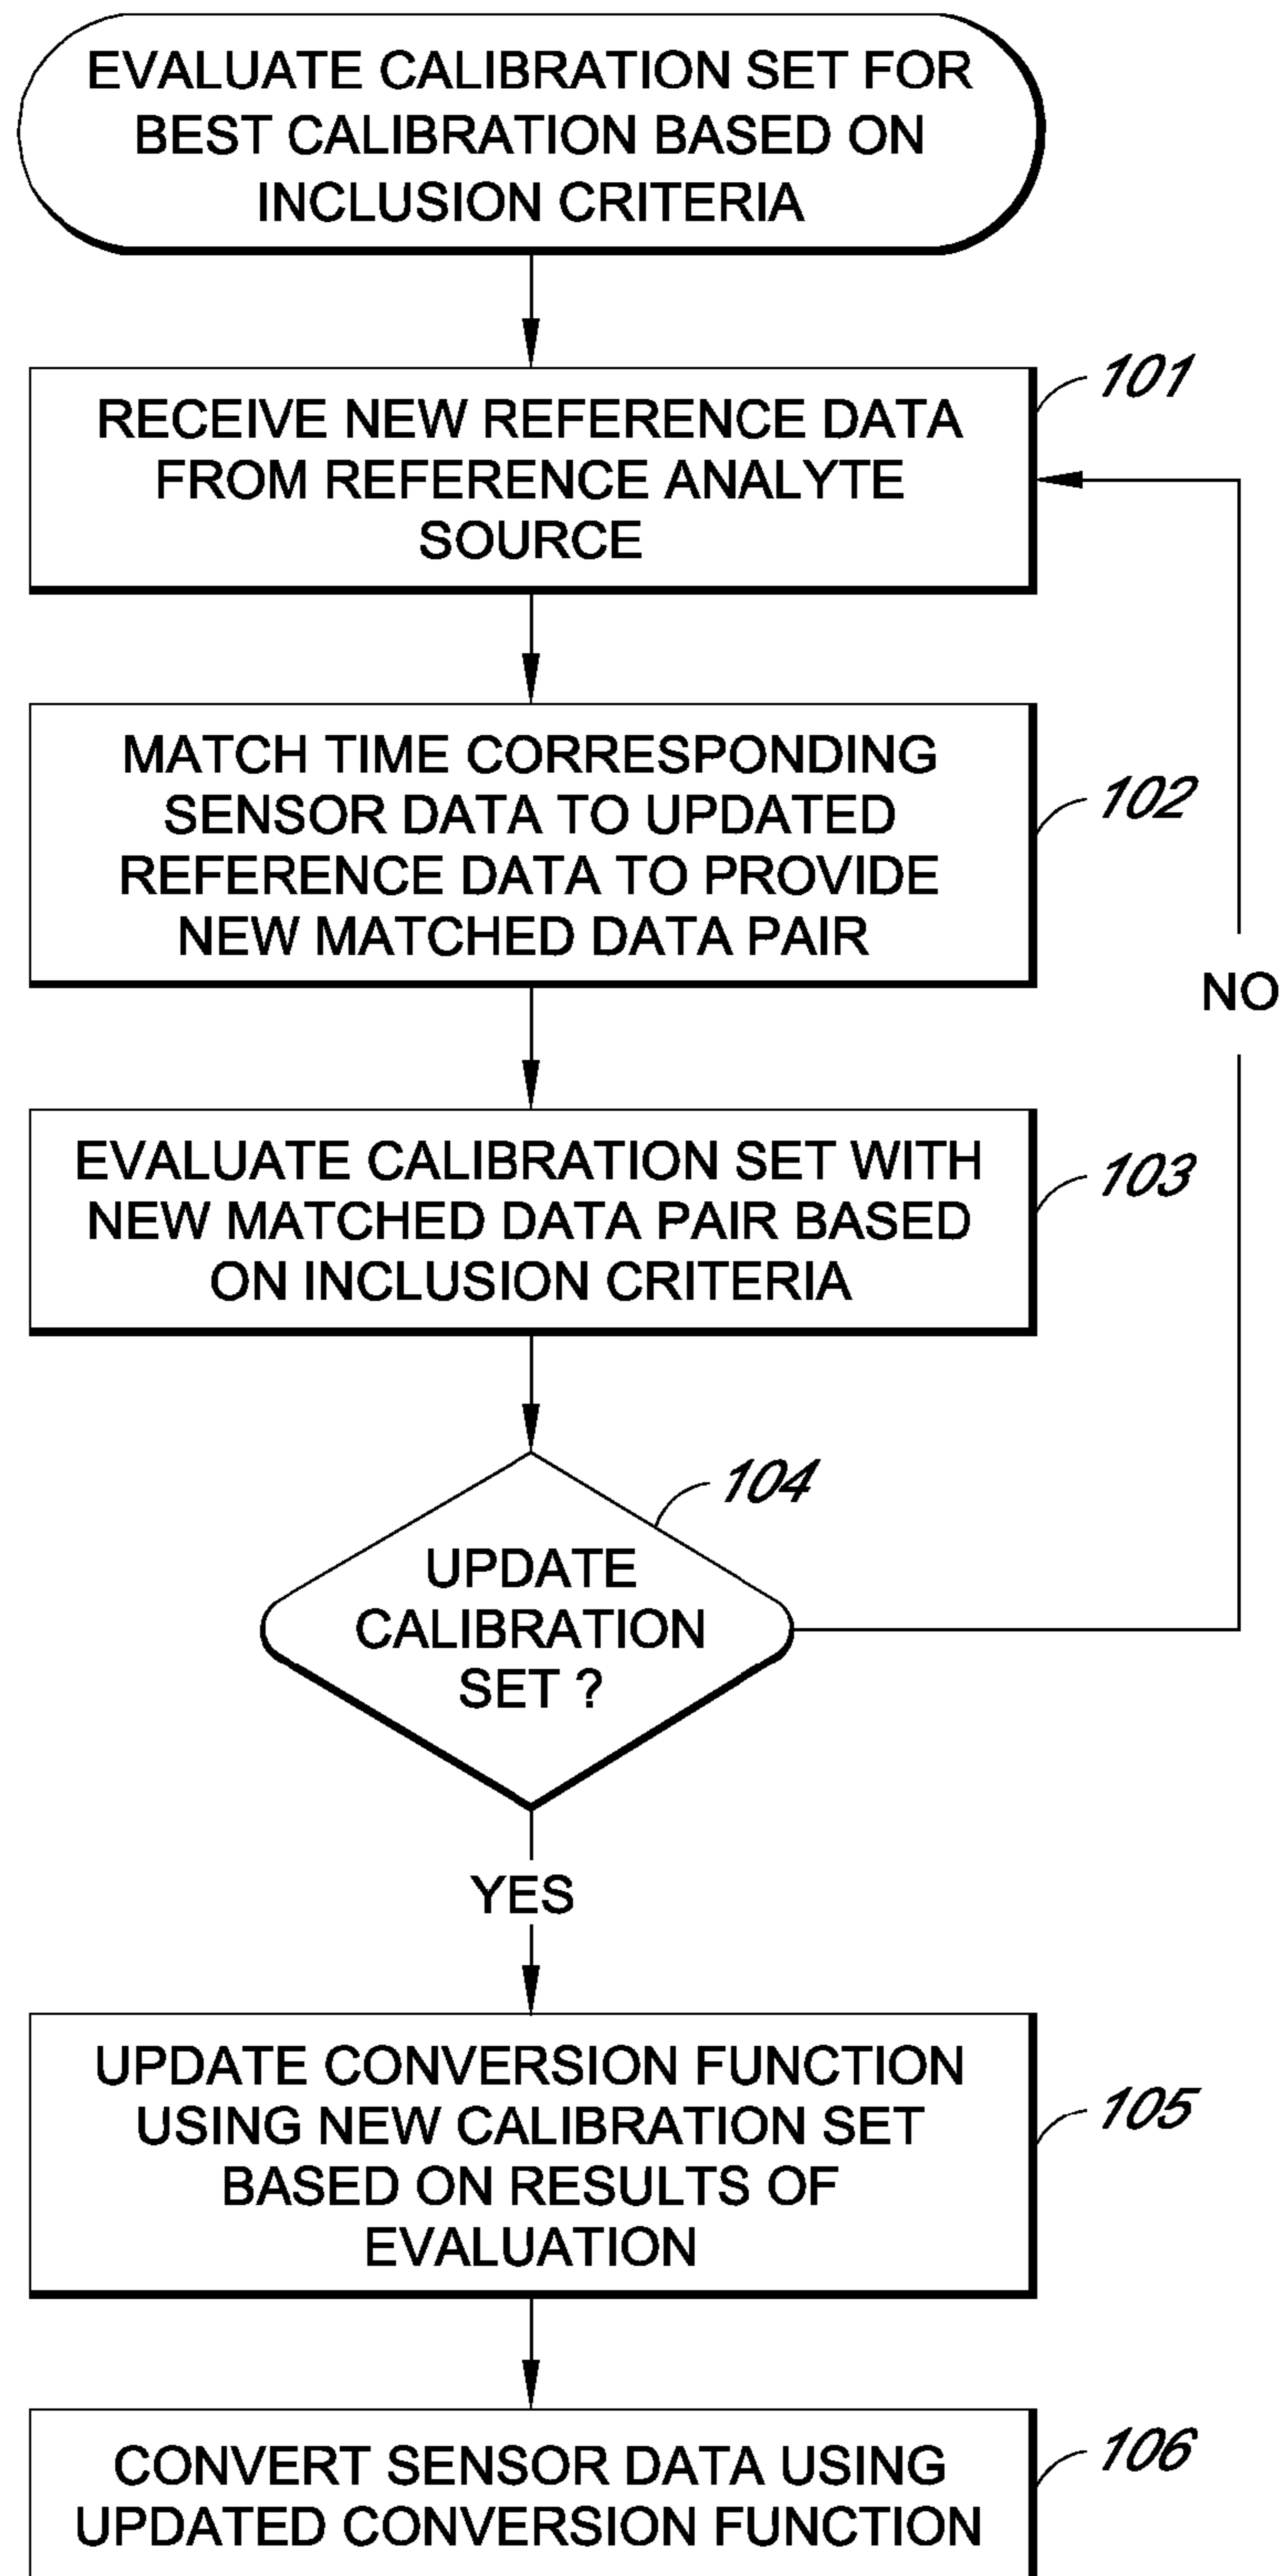 EVALUATE CALIBRATION SET FOR
BEST CALIBRATION BASED ON
INCLUSION CRITERIA
101
RECEIVE NEW REFERENCE DATA
FROM REFERENCE ANALYTE
SOURCE
102
MATCH TIME CORRESPONDING
SENSOR DATA TO UPDATED
REFERENCE DATA TO PROVIDE
NEW MATCHED DATA PAIR
NO
103
EVALUATE CALIBRATION SET WITH
NEW MATCHED DATA PAIR BASED
ON INCLUSION CRITERIA
104
UPDATE
CALIBRATION
SET ?
YES
105
UPDATE CONVERSION FUNCTION
USING NEW CALIBRATION SET
BASED ON RESULTS OF
EVALUATION
106
CONVERT SENSOR DATA USING
UPDATED CONVERSION FUNCTION